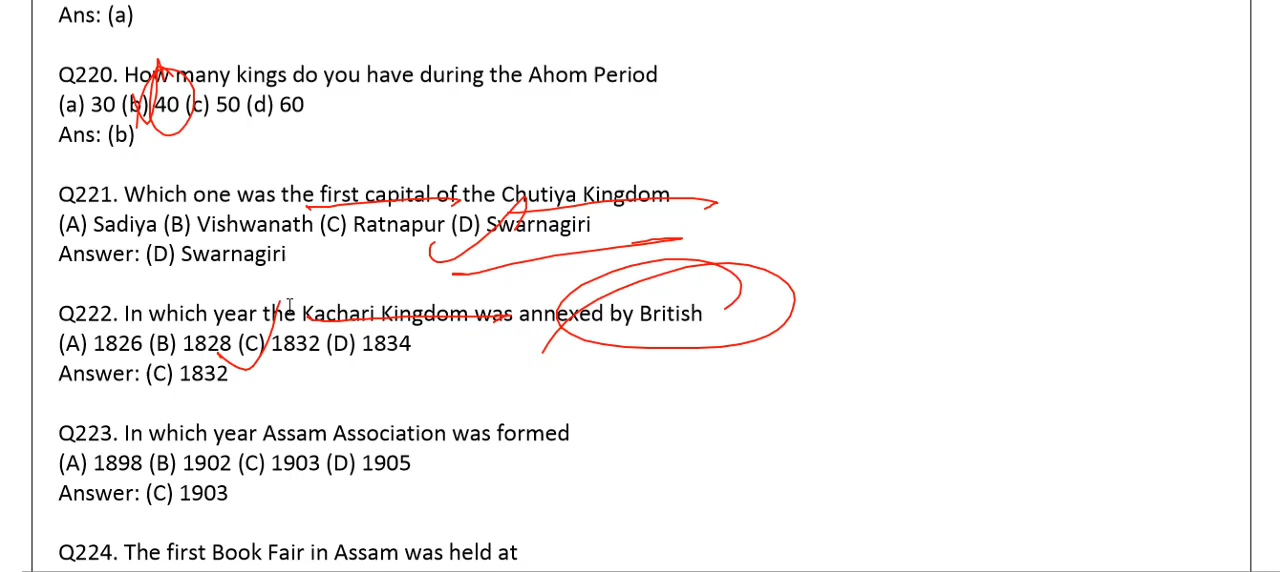 Ans: (a)
Q220. How many kings do you have during the Ahom Period
(a) 30 (b) 40 (c) 50 (d) 60
Ans: (b)
Q221. Which one was the first capital of the Chutiya Kingdom
(A) Sadiya (B) Vishwanath (C) Ratnapur (D) Swarnagiri
Answer: (D) Swarnagiri
Q222. In which year the Kachari Kingdom was annexed by British
(A) 1826 (B) 1828 (C) 1832 (D) 1834
Answer: (C) 1832
Q223. In which year Assam Association was formed
(A) 1898 (B) 1902 (C) 1903 (D) 1905
Answer: (C) 1903
Q224. The first Book Fair in Assam was held at